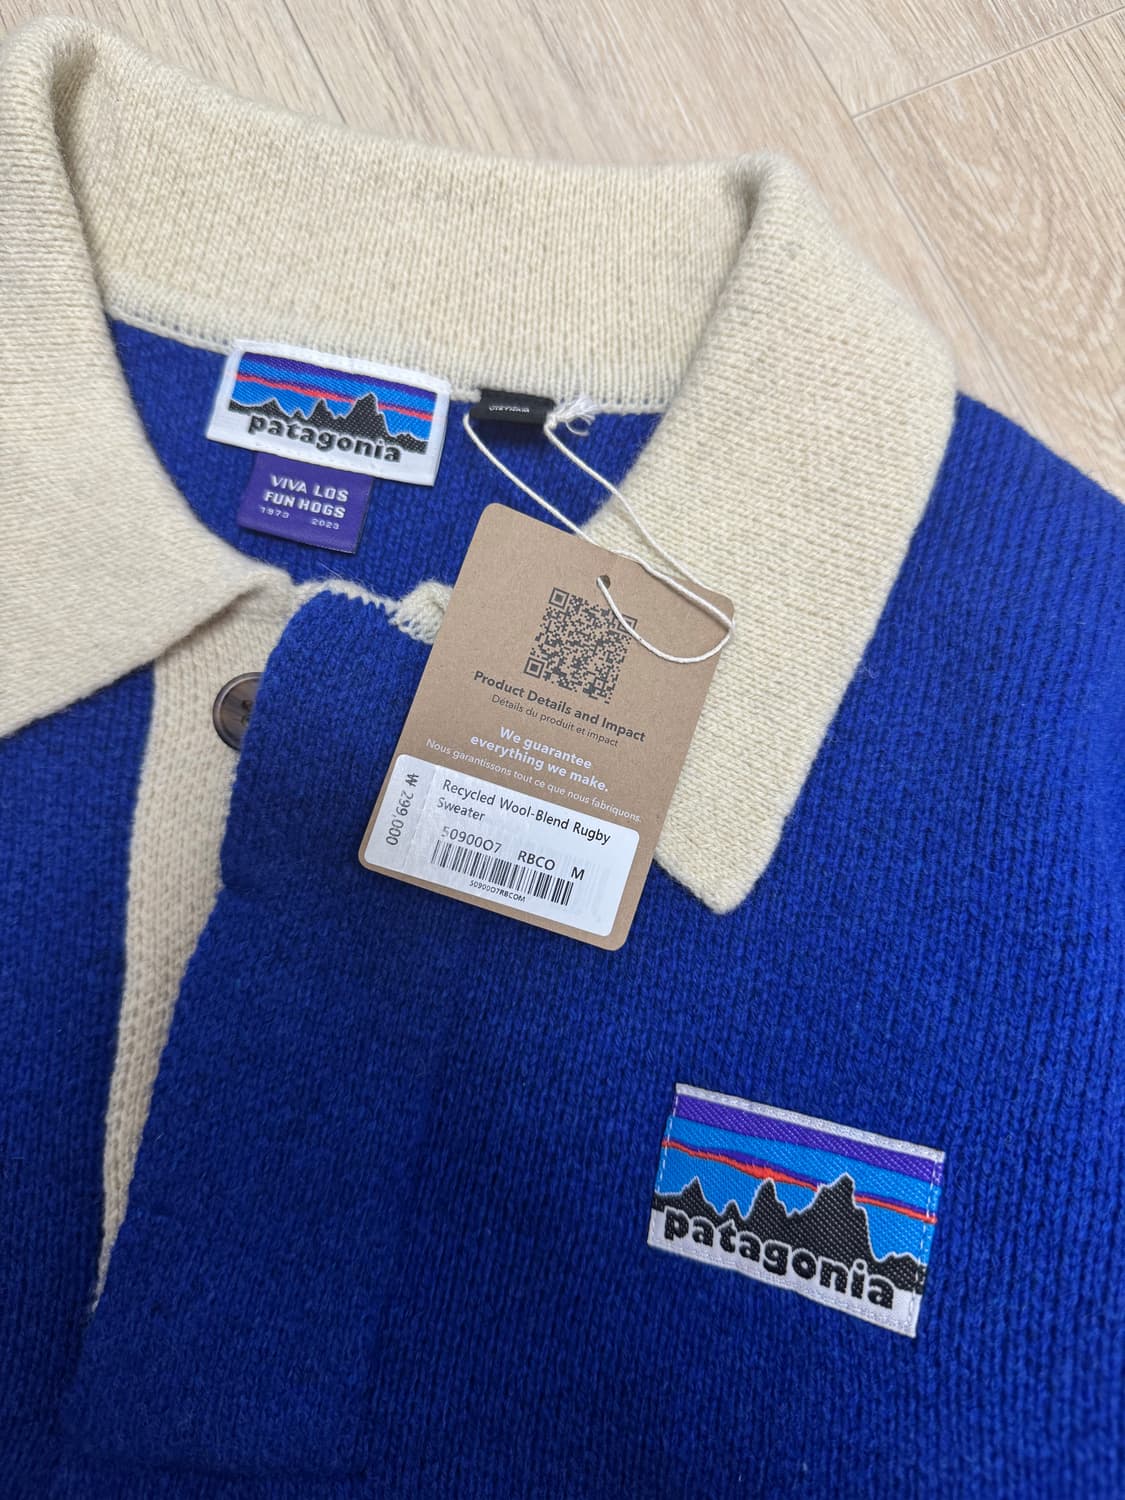 patagonia
VIVA LOS
FUN HOGS
1973 2023
Product Details and Impact
Détails du produit et impact
We guarantee
everything we make.
Nous garantissons tout ce que nous fabriquons.
₩ 299,000
Recycled Wool-Blend Rugby
Sweater
50900O7 RBCO M
50900O7RBCOM
patagonia